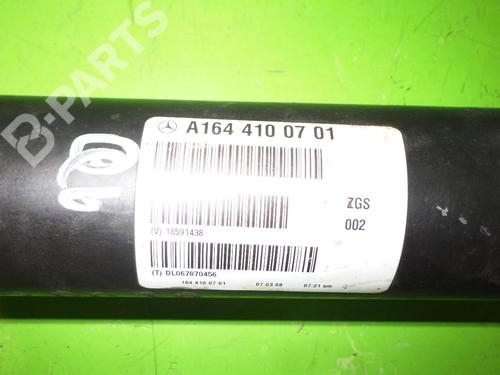 B-PARTS
A164 410 07 01
ZGS
002
(V) 18591438
(T) DL067870456
164 410 07 01 07.03.08 07.21 am